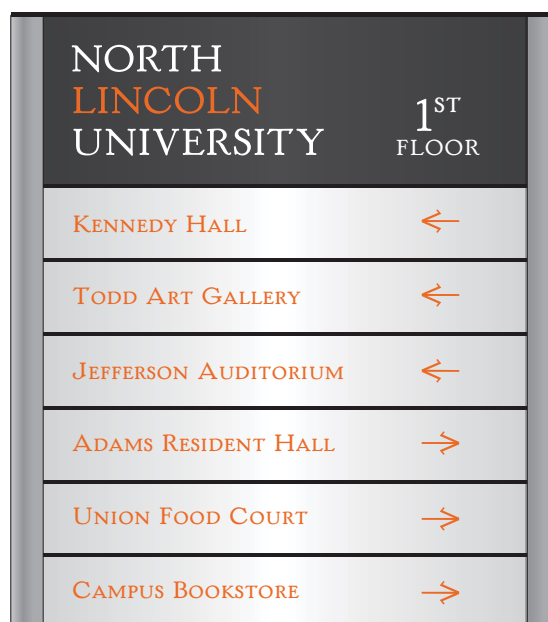 NORTH
LINCOLN
UNIVERSITY
1ST
FLOOR
KENNEDY HALL
TODD ART GALLERY
JEFFERSON AUDITORIUM
ADAMS RESIDENT HALL
UNION FOOD COURT
CAMPUS BOOKSTORE